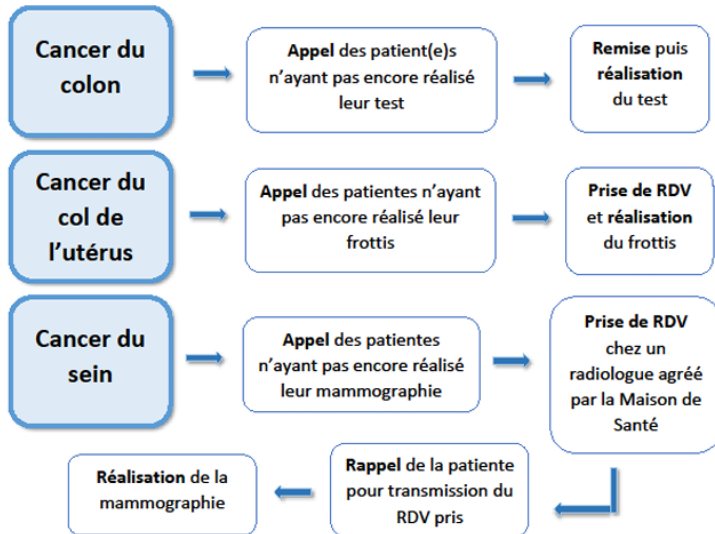 Cancer du
colon
Appel des patient(e)s
n'ayant pas encore réalisé
leur test
Remise puis
réalisation
du test
Cancer du
col de
l'utérus
Appel des patientes n'ayant
pas encore réalisé leur
frottis
Prise de RDV
et réalisation
du frottis
Cancer du
sein
Appel des patientes
n'ayant pas encore réalisé
leur mammographie
Prise de RDV
chez un
radiologue agréé
par la Maison de
Santé
Rappel de la patiente
pour transmission du
RDV pris
Réalisation de la
mammographie